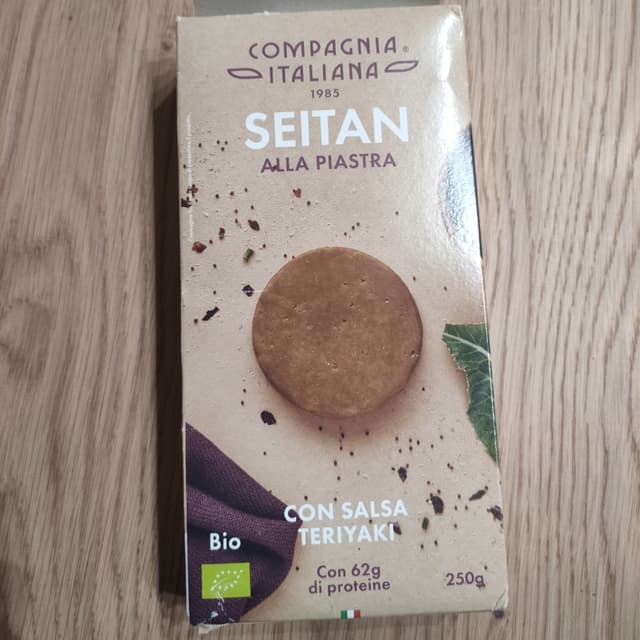 COMPAGNIA
ITALIANA
1985
SEITAN
ALLA PIASTRA
CON SALSA
TERIYAKI
Bio
Con 62g
di proteine
250g